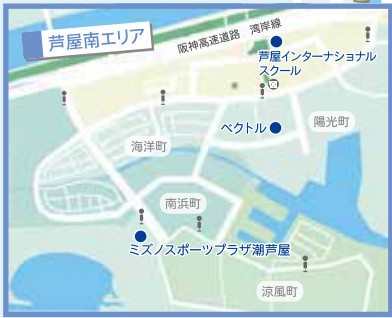 芦屋南エリア
阪神高速道路 湾岸線
芦屋インターナショナル
スクール
ベクトル
陽光町
海洋町
南浜町
ミズノスポーツプラザ潮芦屋
涼風町